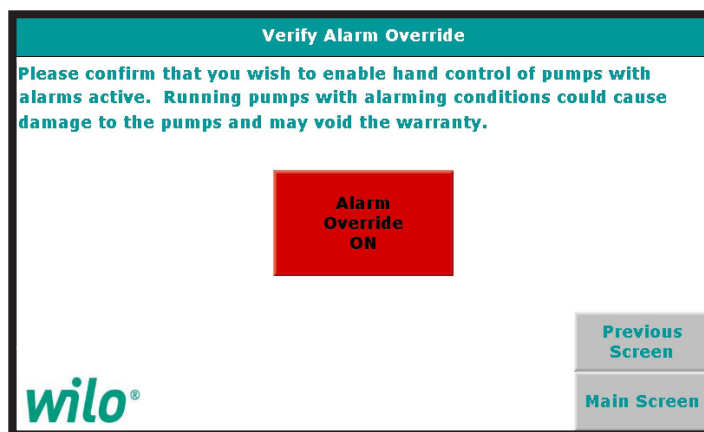 Verify Alarm Override
Please confirm that you wish to enable hand control of pumps with
alarms active. Running pumps with alarming conditions could cause
damage to the pumps and may void the warranty.
Alarm
Override
ON
Previous
Screen
Main Screen
wilo®